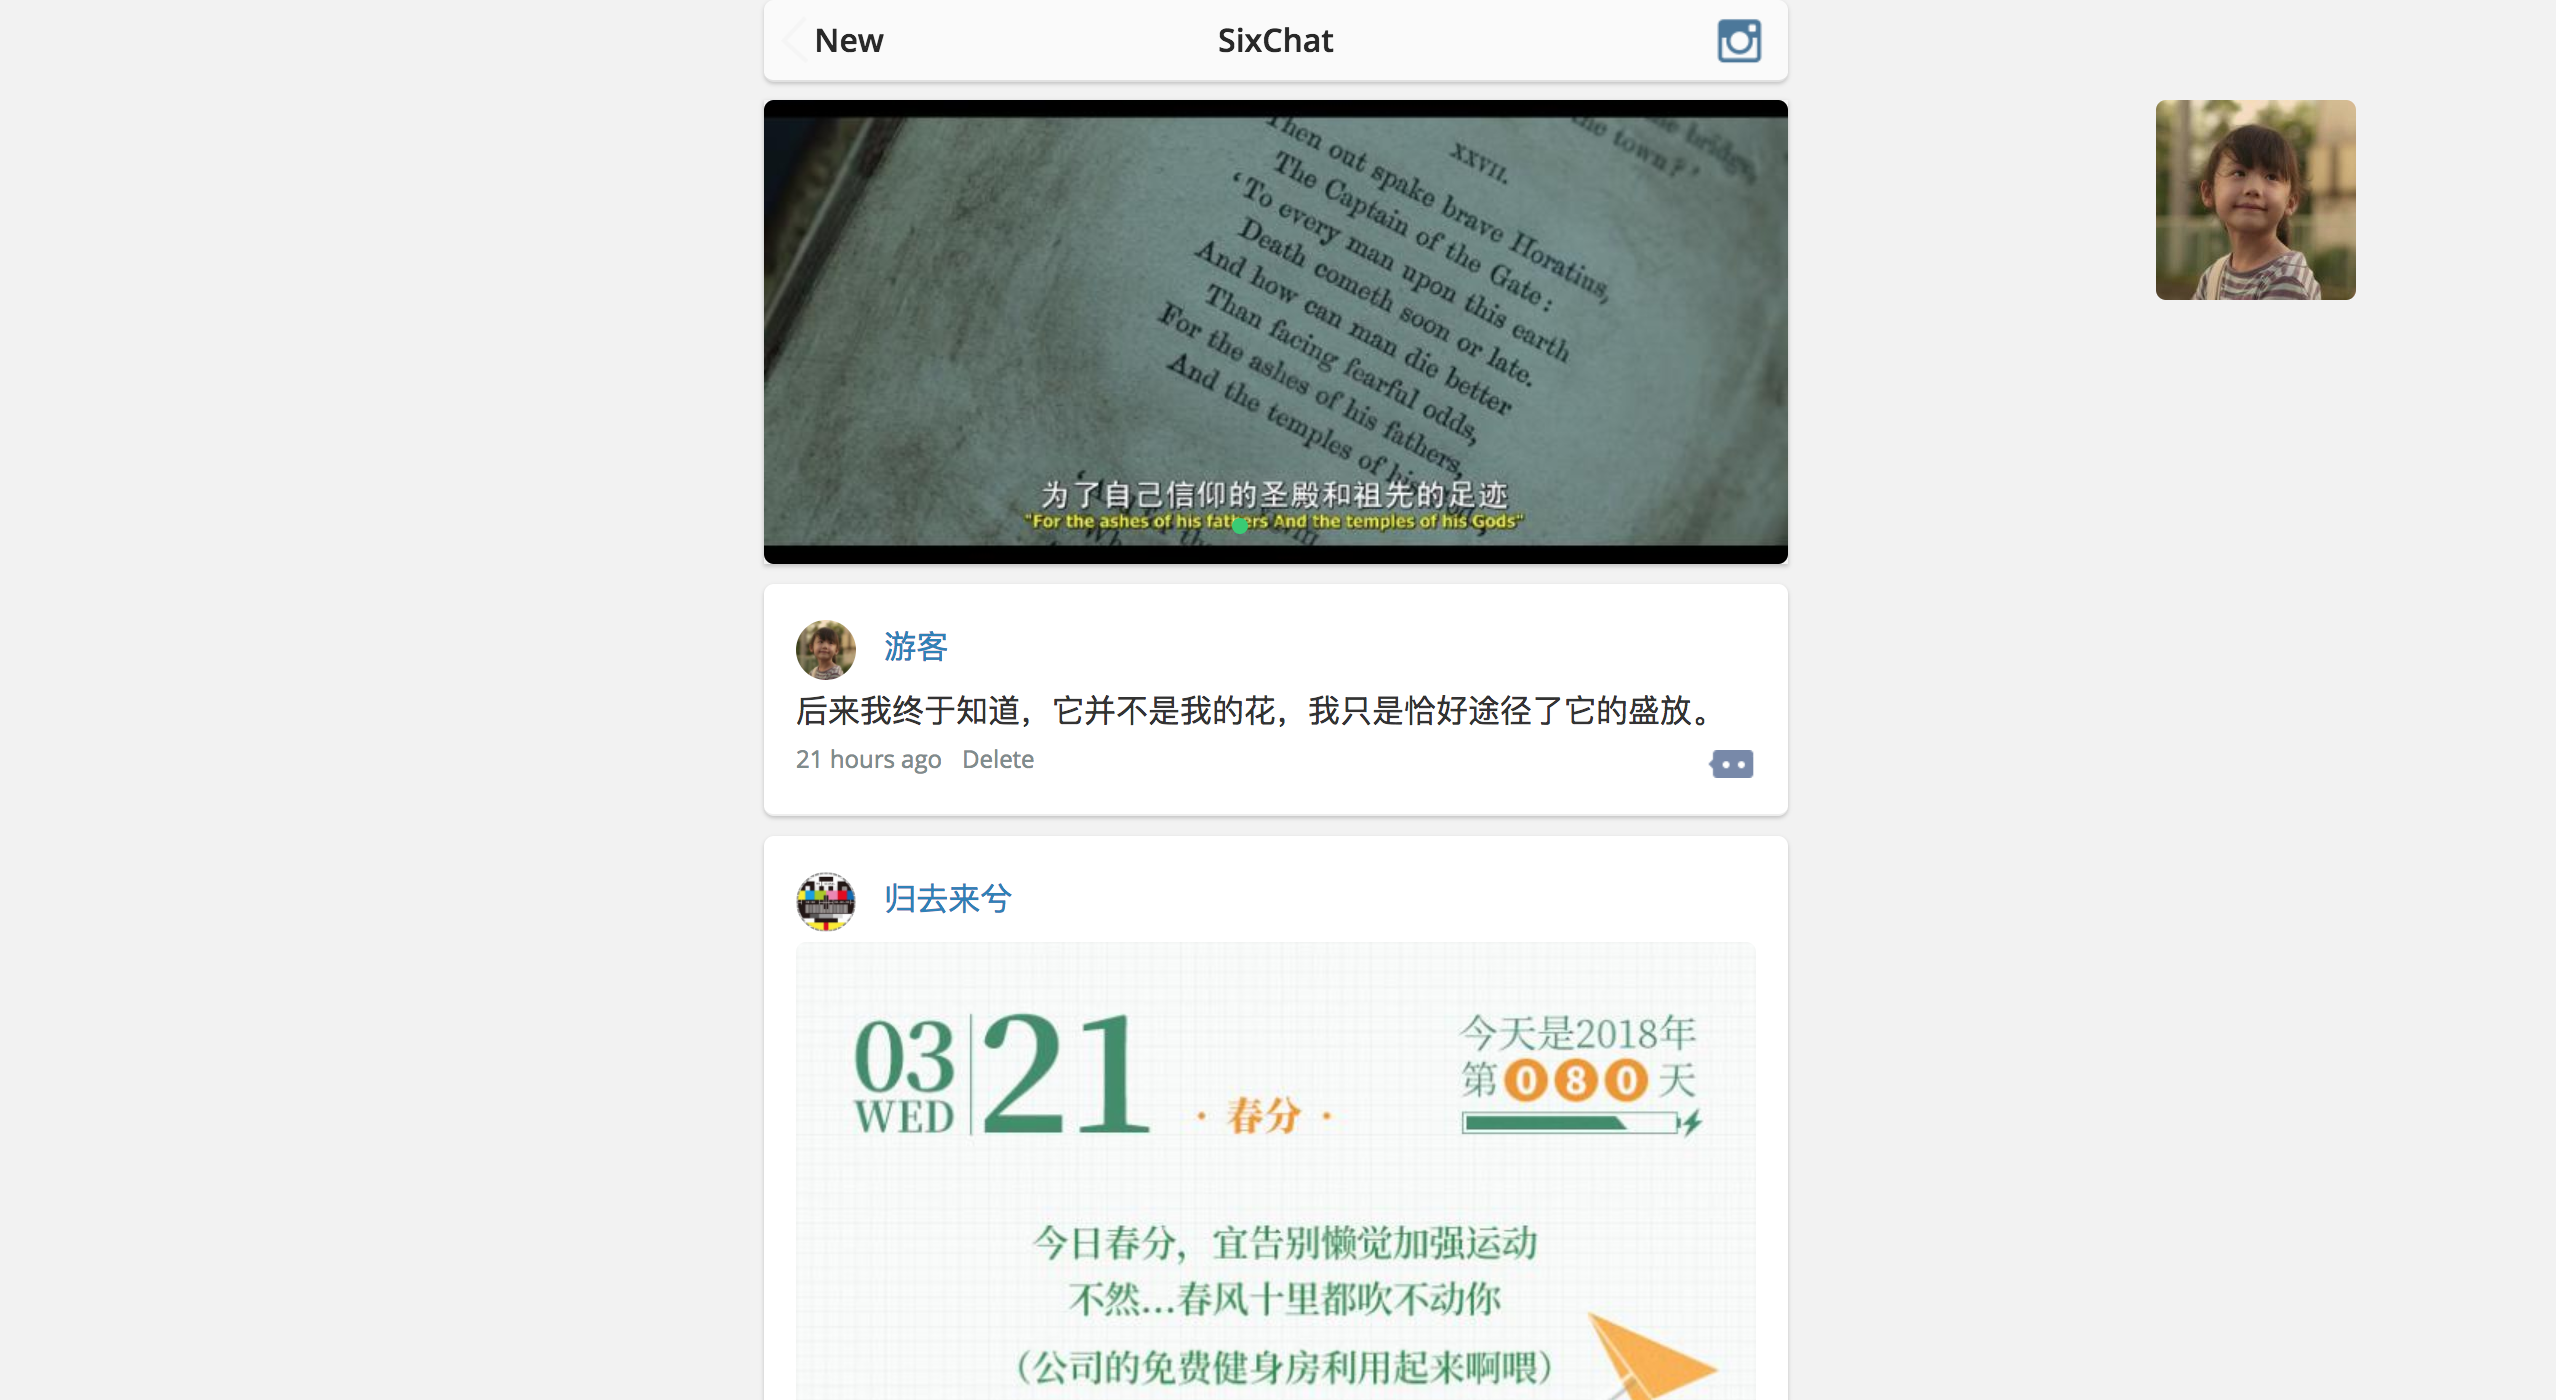 New
SixChat
the bridge,
the town?'
XXVII.
Then out spake brave Horatius,
The Captain of the Gate:
'To every man upon this earth
Death cometh soon or late.
And how can man die better
Than facing fearful odds,
For the ashes of his fathers,
And the temples of his
为了自己信仰的圣殿和祖先的足迹
"For the ashes of his fathers And the temples of his Gods"
游客
后来我终于知道，它并不是我的花，我只是恰好途径了它的盛放。
21 hours ago Delete
归去来兮
03 21
WED
· 春分 ·
今天是2018年
第080天
今日春分，宜告别懒觉加强运动
不然...春风十里都吹不动你
（公司的免费健身房利用起来啊喂）